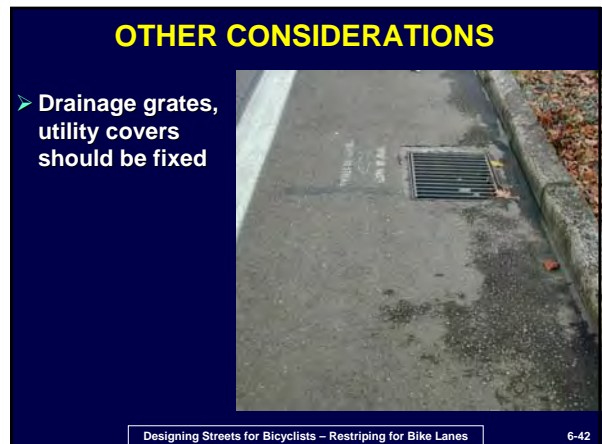 OTHER CONSIDERATIONS
➢ Drainage grates,
utility covers
should be fixed
Designing Streets for Bicyclists – Restriping for Bike Lanes
6-42